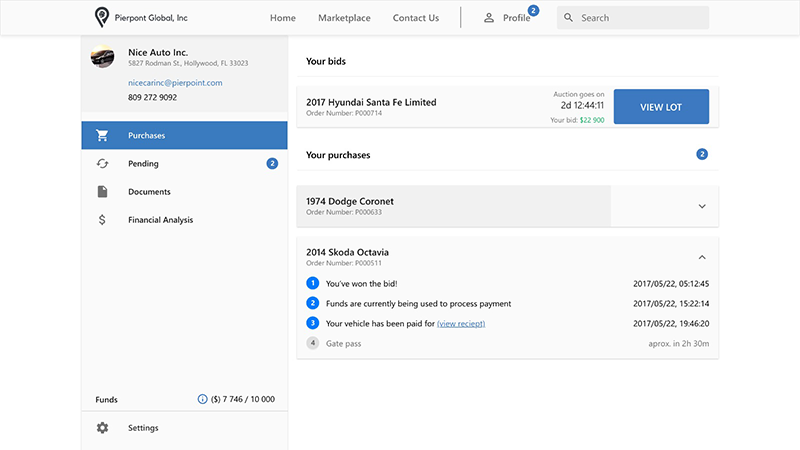 Pierpont Global, Inc
Home Marketplace Contact Us Profile 2 Search
Nice Auto Inc.
5827 Rodman St., Hollywood, FL 33023
nicecarinc@pierpoint.com
809 272 9092
Purchases
Pending 2
Documents
$ Financial Analysis
Funds ($) 7 746 / 10 000
Settings
Your bids
2017 Hyundai Santa Fe Limited
Order Number: P000714
Auction goes on
2d 12:44:11
Your bid: $22 900
VIEW LOT
Your purchases 2
1974 Dodge Coronet
Order Number: P000633
2014 Skoda Octavia
Order Number: P000511
1 You've won the bid! 2017/05/22, 05:12:45
2 Funds are currently being used to process payment 2017/05/22, 15:22:14
3 Your vehicle has been paid for (view reciept) 2017/05/22, 19:46:20
4 Gate pass aprox. in 2h 30m